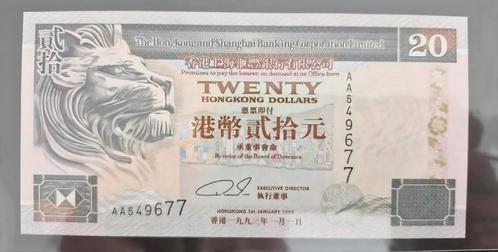 貳拾
The Hongkong and Shanghai Banking Corporation Limited
20
香港上海滙豐銀行有限公司
Promises to pay the bearer on demand at its Office here
TWENTY
HONGKONG DOLLARS
憑票即付
港幣貳拾元
承董事會命
By order of the Board of Directors
AA549677
EXECUTIVE DIRECTOR
執行董事
AA549677
HONGKONG 1st JANUARY 1993
香港一九九三年一月一日